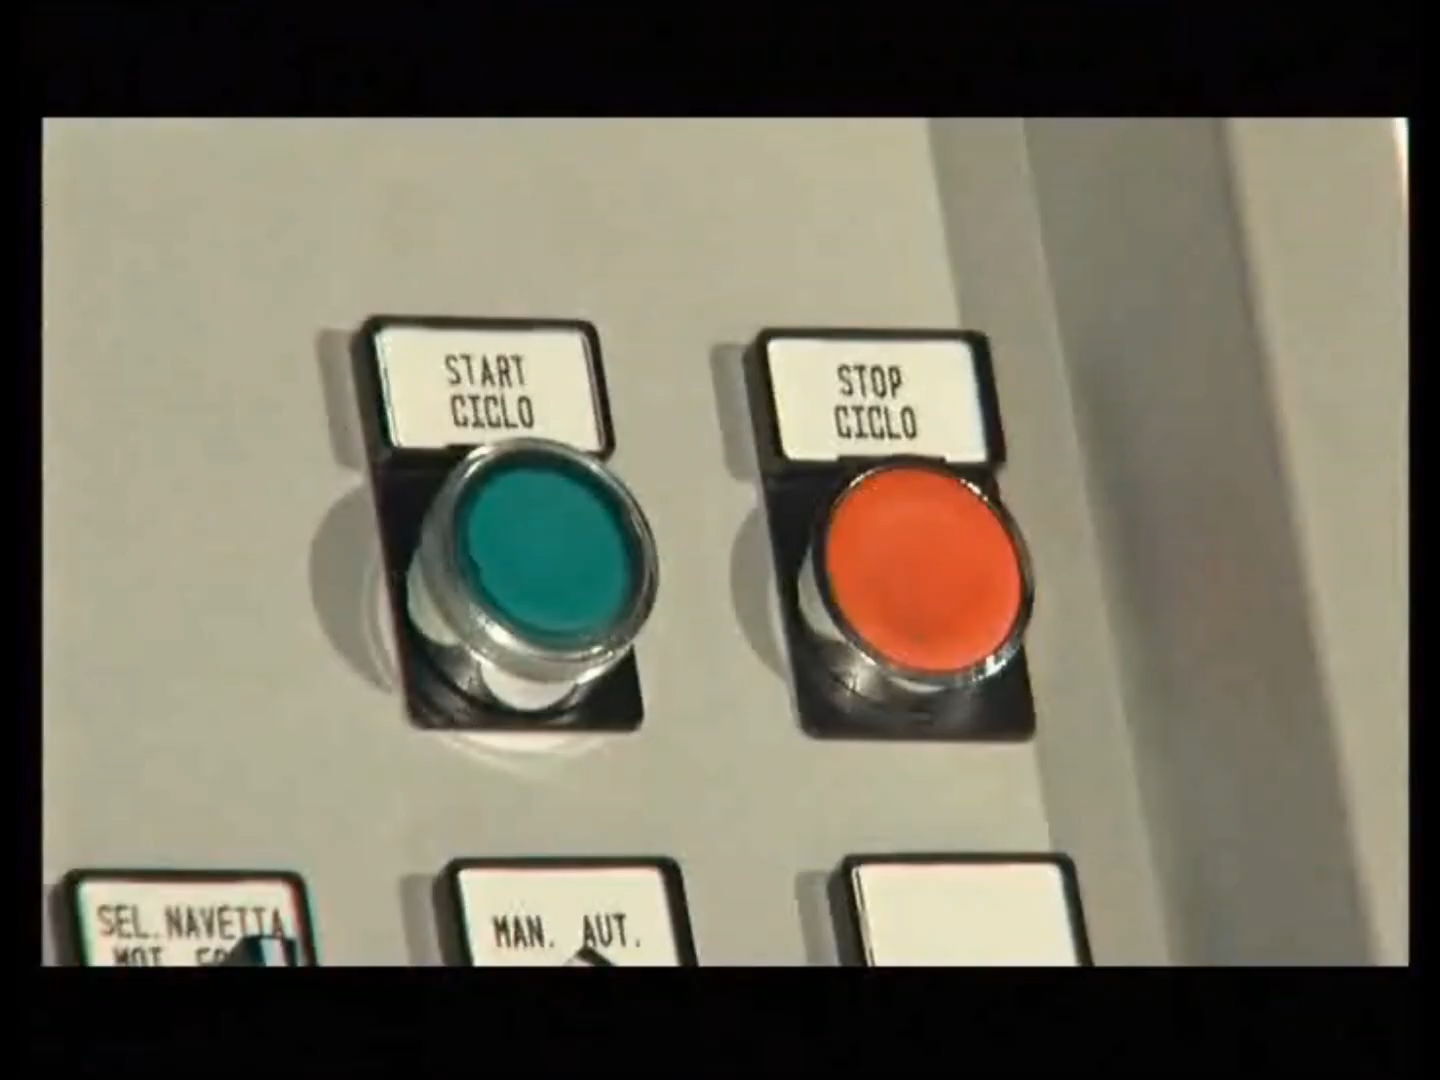 START
CICLO
STOP
CICLO
SEL.NAVETTA
MAN. AUT.